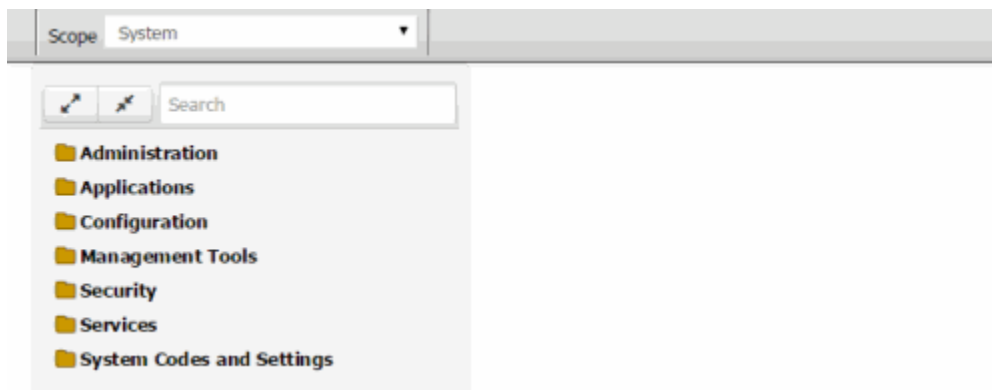 Scope System
Search
Administration
Applications
Configuration
Management Tools
Security
Services
System Codes and Settings